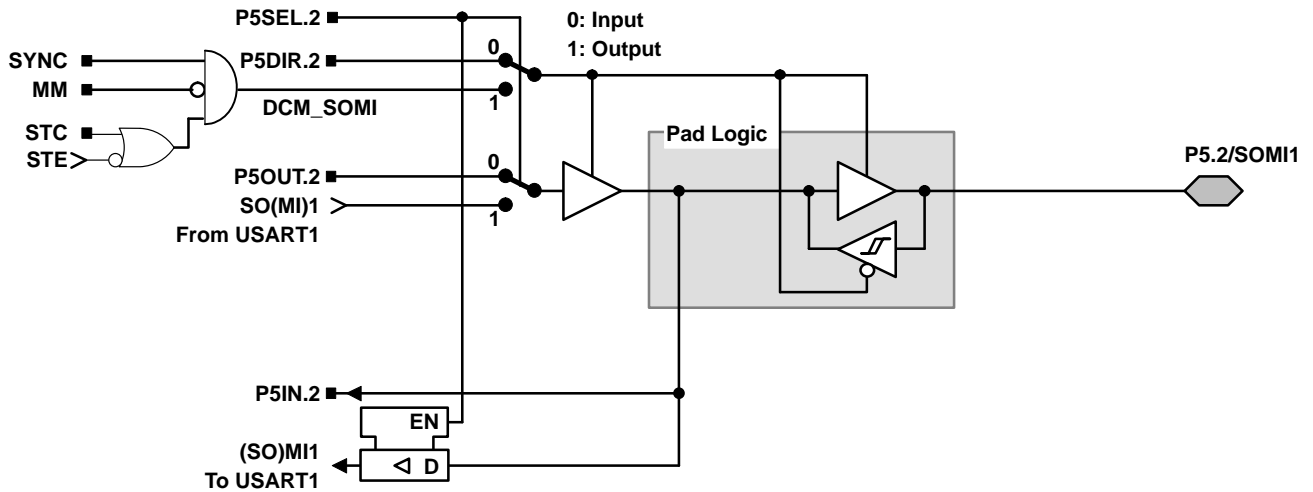 P5SEL.2
0: Input
1: Output
SYNC
P5DIR.2
0
MM
DCM_SOMI
1
STC
STE
Pad Logic
P5.2/SOMI1
P5OUT.2
0
SO(MI)1
1
From USART1
P5IN.2
EN
(SO)MI1
D
To USART1